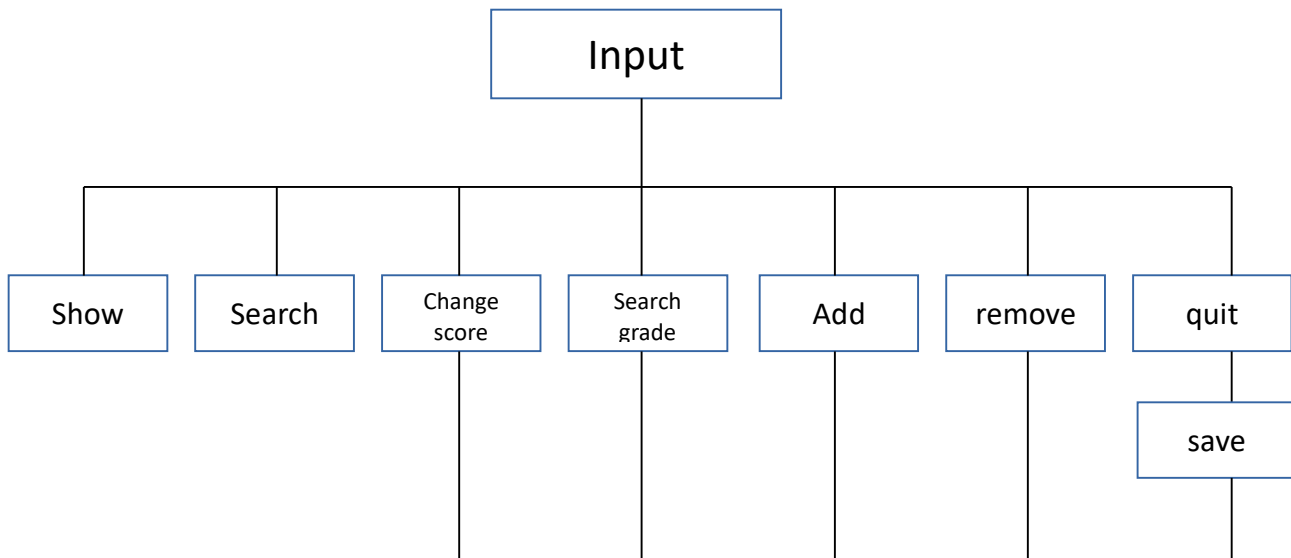 Input
Show
Search
Change
score
Search
grade
Add
remove
quit
save